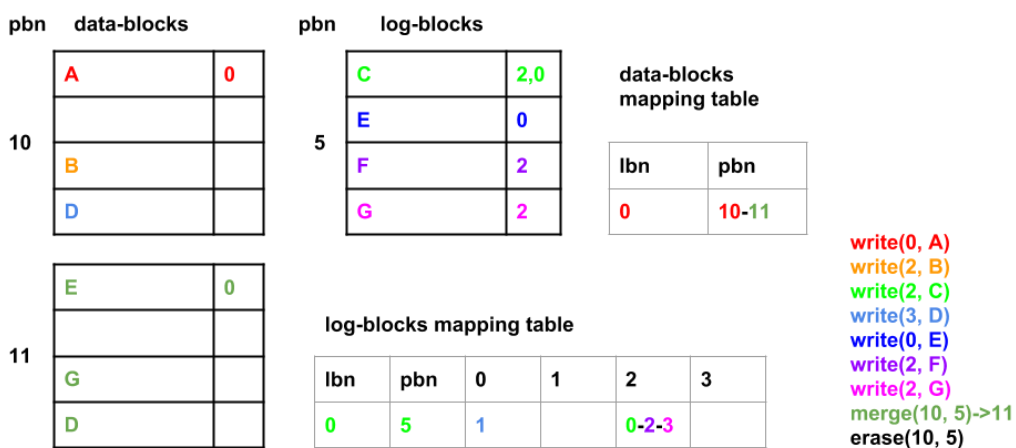 pbn data-blocks
pbn log-blocks
A 0
10
B
D
C 2,0
E 0
5
F 2
G 2
data-blocks
mapping table
lbn pbn
0 10-11
E 0
11
G
D
log-blocks mapping table
lbn pbn 0 1 2 3
0 5 1 0-2-3
write(0, A)
write(2, B)
write(2, C)
write(3, D)
write(0, E)
write(2, F)
write(2, G)
merge(10, 5)->11
erase(10, 5)